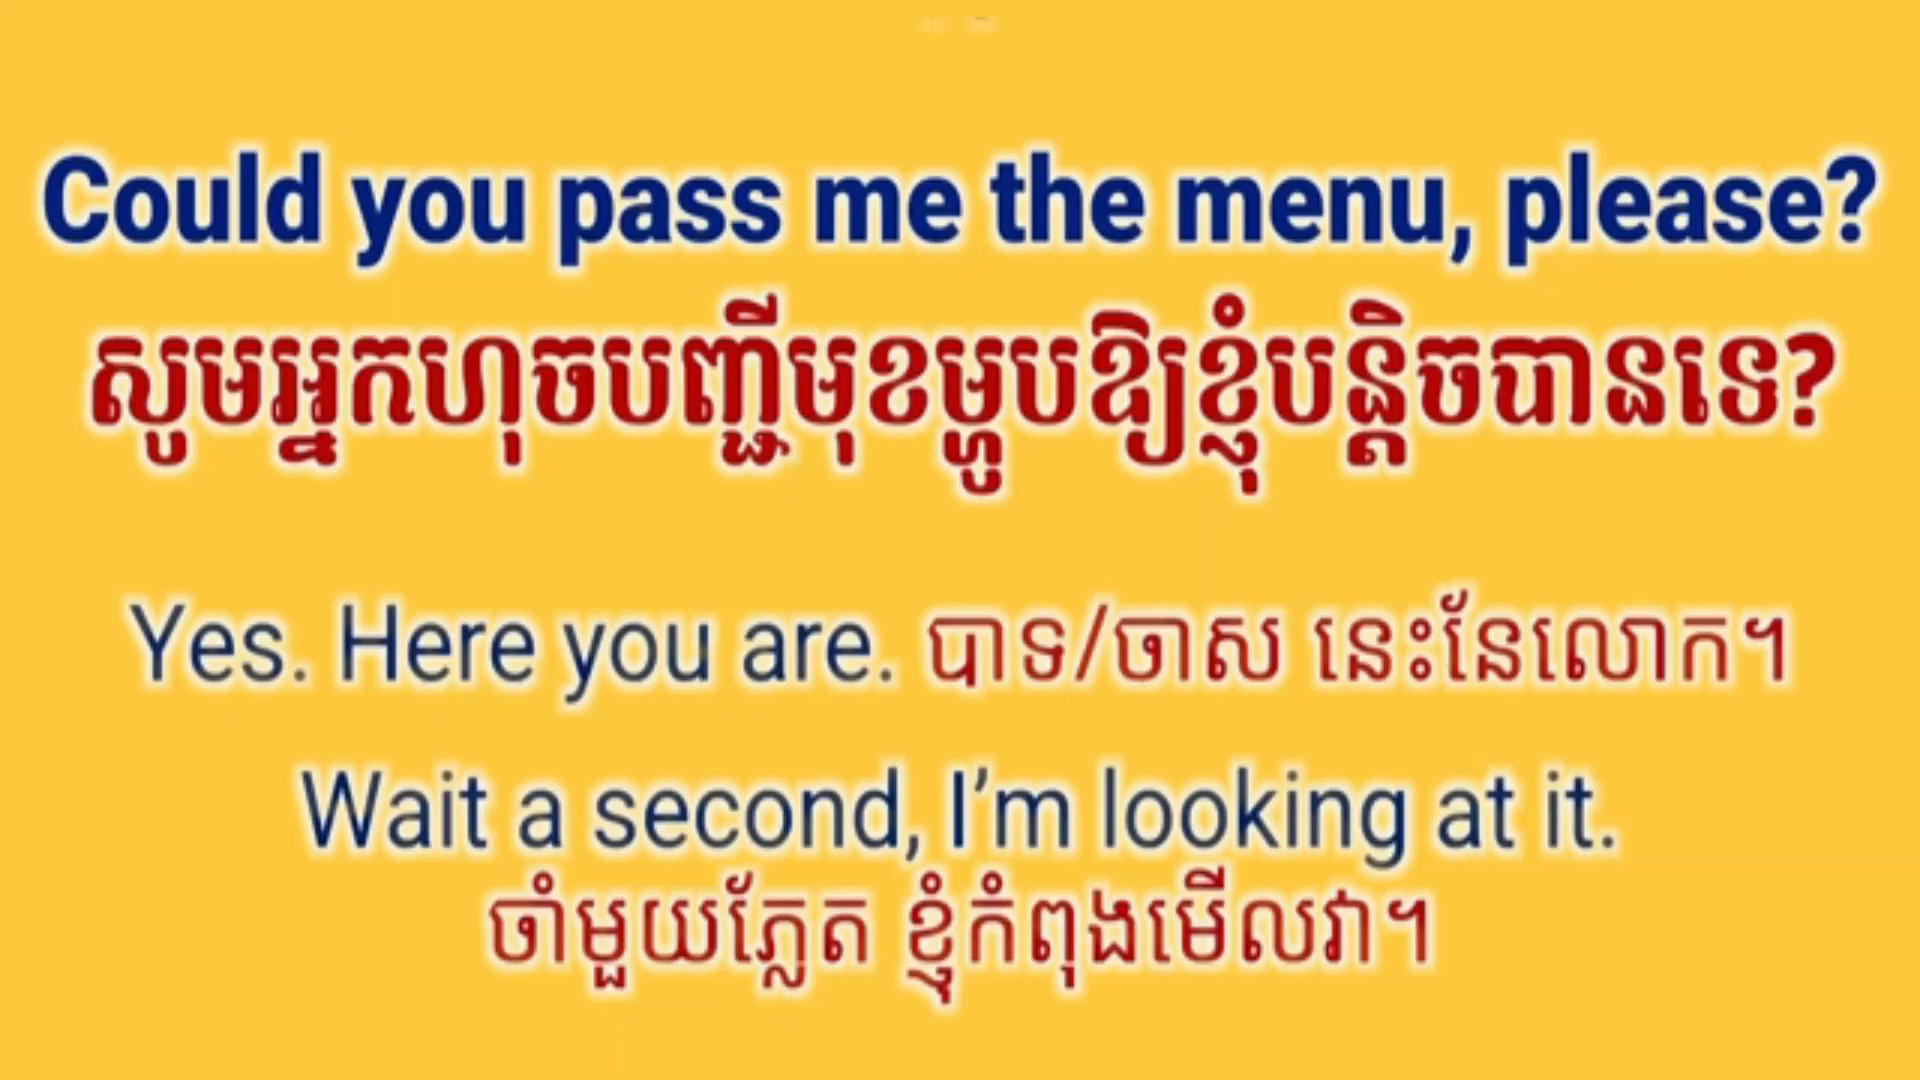 Could you pass me the menu, please?
សូមអ្នកហុចបញ្ជីមុខម្ហូបឱ្យខ្ញុំបន្តិចបានទេ?
Yes. Here you are. បាទ/ចាស នេះនែលោក។
Wait a second, I’m looking at it.
ចាំមួយភ្លែត ខ្ញុំកំពុងមើលវា។